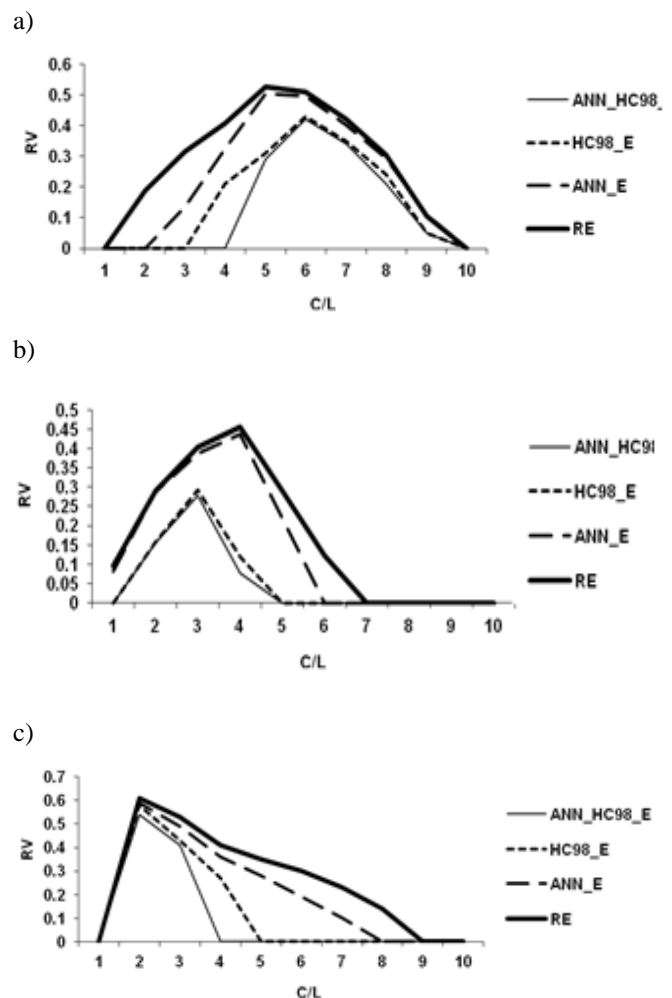 a)
0.6
0.5
0.4
0.3
0.2
0.1
0
RV
1 2 3 4 5 6 7 8 9 10
C/L
ANN_HC98_
HC98_E
ANN_E
RE
b)
0.5
0.45
0.4
0.35
0.3
0.25
0.2
0.15
0.1
0.05
0
RV
1 2 3 4 5 6 7 8 9 10
C/L
ANN_HC98
HC98_E
ANN_E
RE
c)
0.7
0.6
0.5
0.4
0.3
0.2
0.1
0
RV
1 2 3 4 5 6 7 8 9 10
C/L
ANN_HC98_E
HC98_E
ANN_E
RE